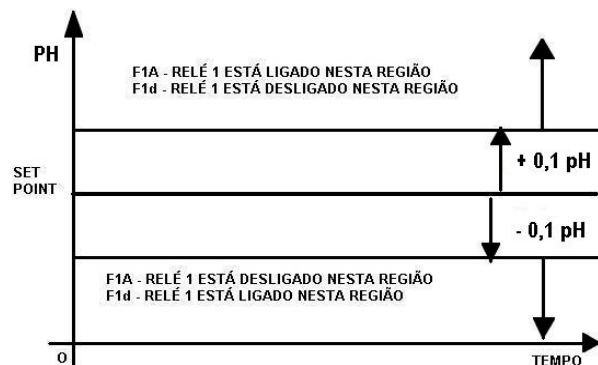 PH
F1A - RELÉ 1 ESTÁ LIGADO NESTA REGIÃO
F1d - RELÉ 1 ESTÁ DESLIGADO NESTA REGIÃO
SET
POINT
+ 0,1 pH
- 0,1 pH
F1A - RELÉ 1 ESTÁ DESLIGADO NESTA REGIÃO
F1d - RELÉ 1 ESTÁ LIGADO NESTA REGIÃO
O
TEMPO